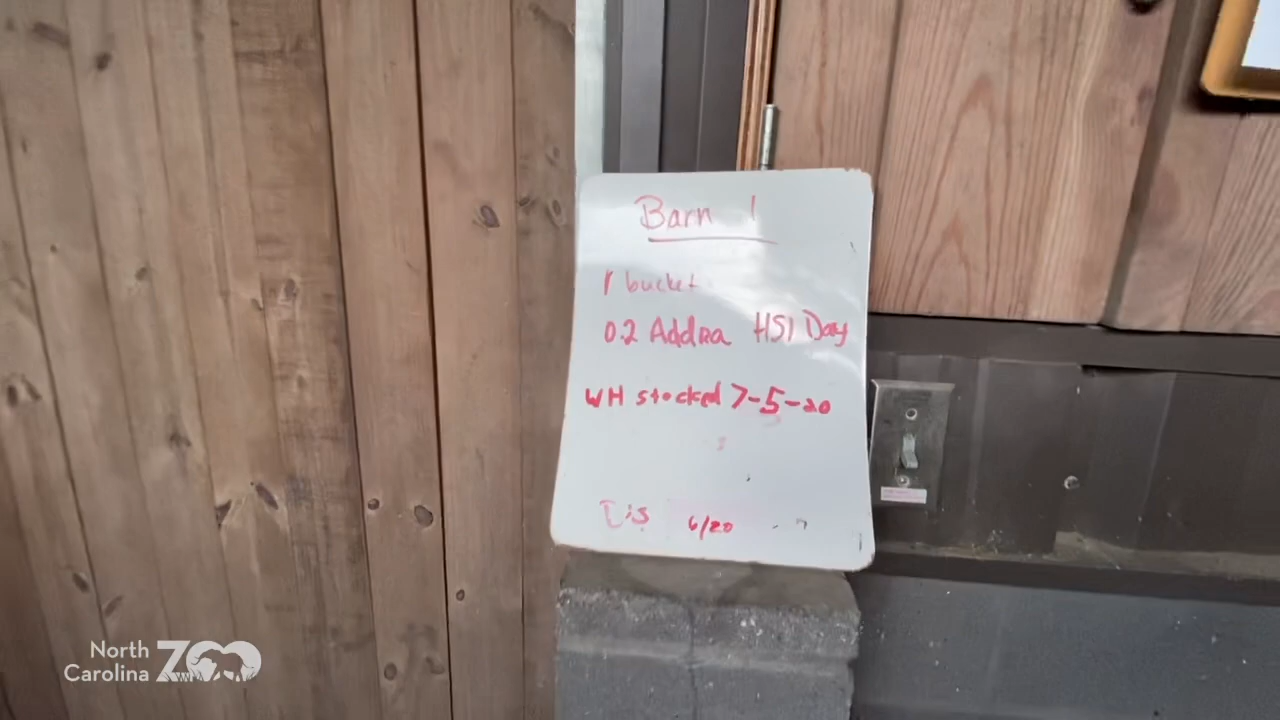 Barn 1
1 bucket
0.2 Addra HSI Day
WH stocked 7-5-20
Dis 6/20
North
Carolina ZOO